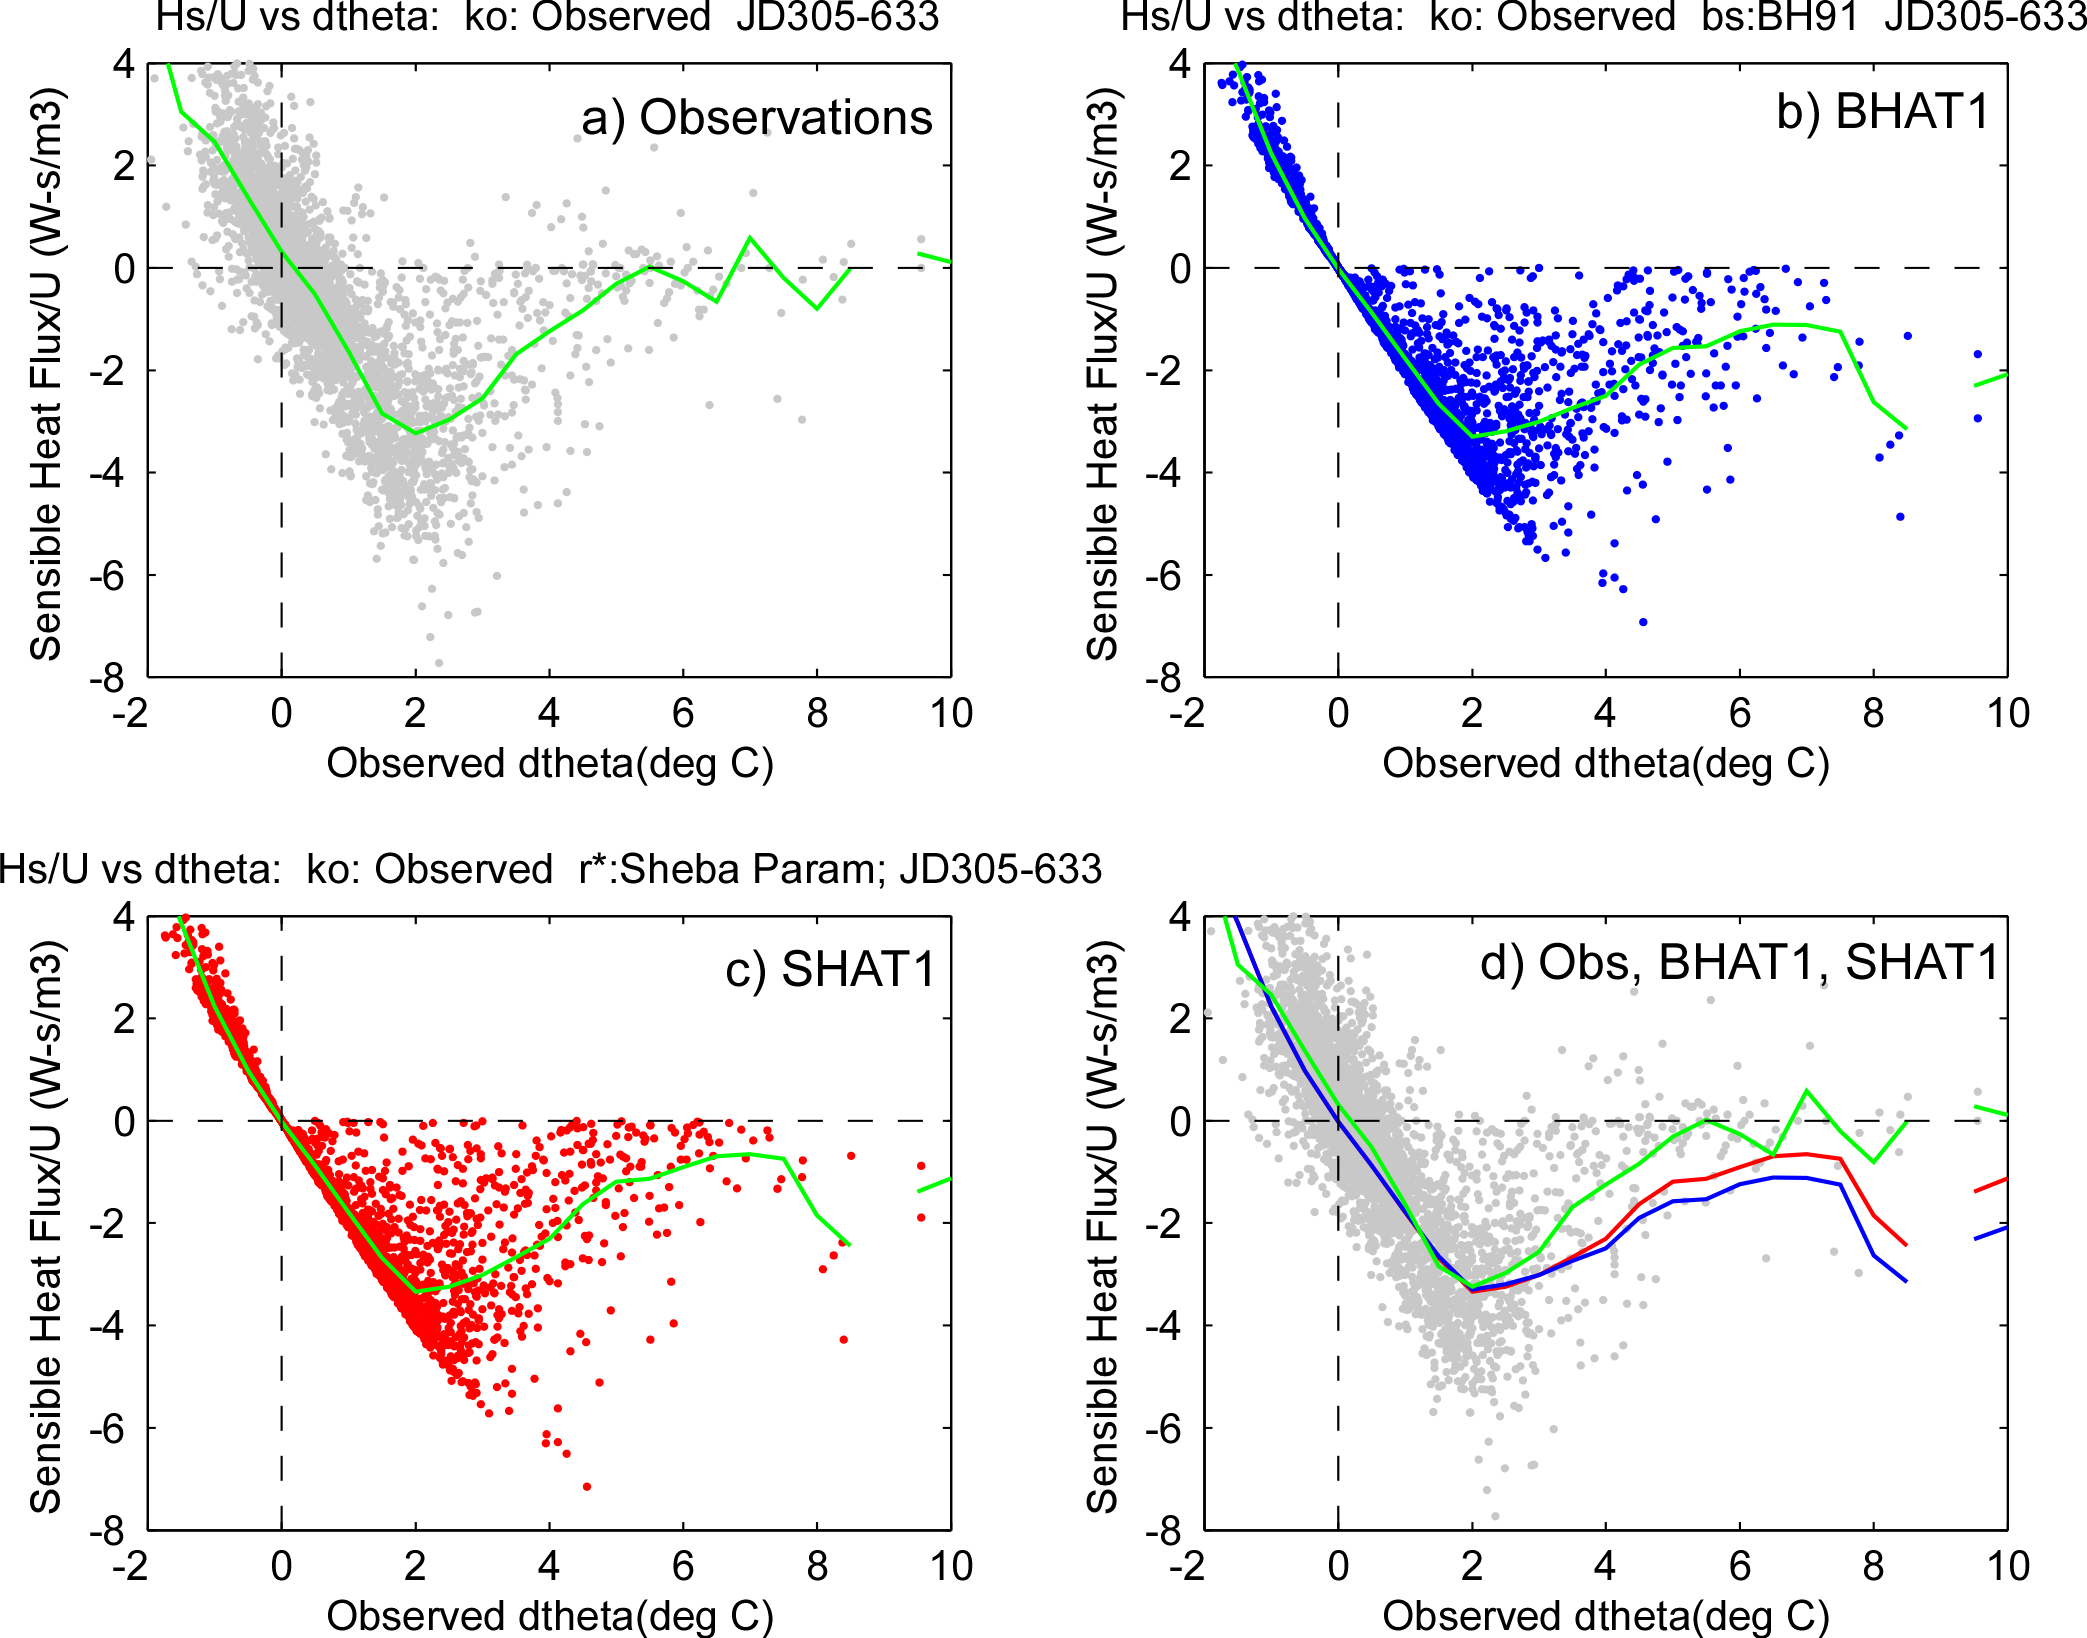 Hs/U vs dtheta:  ko: Observed  JD305-633
a) Observations
Sensible Heat Flux/U (W-s/m3)
4
2
0
-2
-4
-6
-8
-2 0 2 4 6 8 10
Observed dtheta(deg C)
Hs/U vs dtheta:  ko: Observed  bs:BH91  JD305-633
b) BHAT1
Sensible Heat Flux/U (W-s/m3)
4
2
0
-2
-4
-6
-8
-2 0 2 4 6 8 10
Observed dtheta(deg C)
Hs/U vs dtheta:  ko: Observed  r*:Sheba Param; JD305-633
c) SHAT1
Sensible Heat Flux/U (W-s/m3)
4
2
0
-2
-4
-6
-8
-2 0 2 4 6 8 10
Observed dtheta(deg C)
d) Obs, BHAT1, SHAT1
Sensible Heat Flux/U (W-s/m3)
4
2
0
-2
-4
-6
-8
-2 0 2 4 6 8 10
Observed dtheta(deg C)